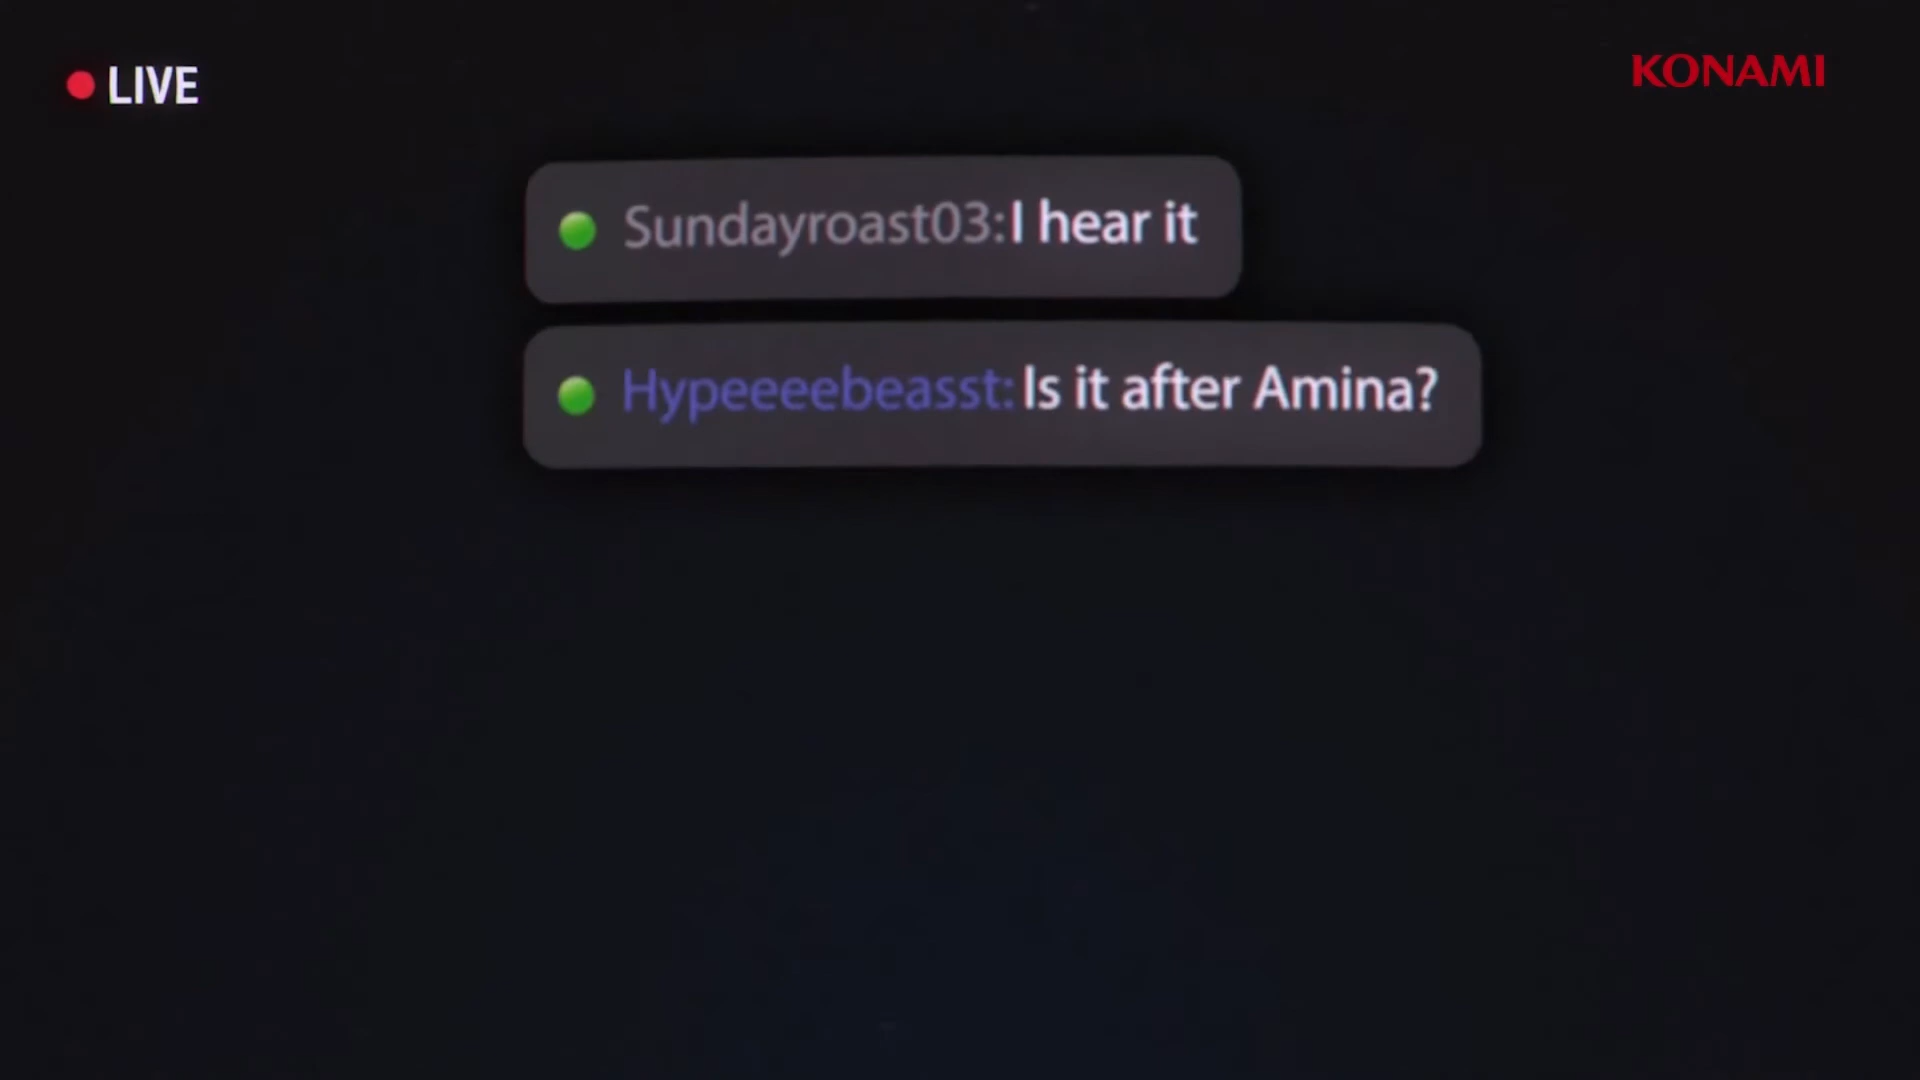 LIVE
KONAMI
Sundayroast03:I hear it
Hypeeeebeasst:Is it after Amina?